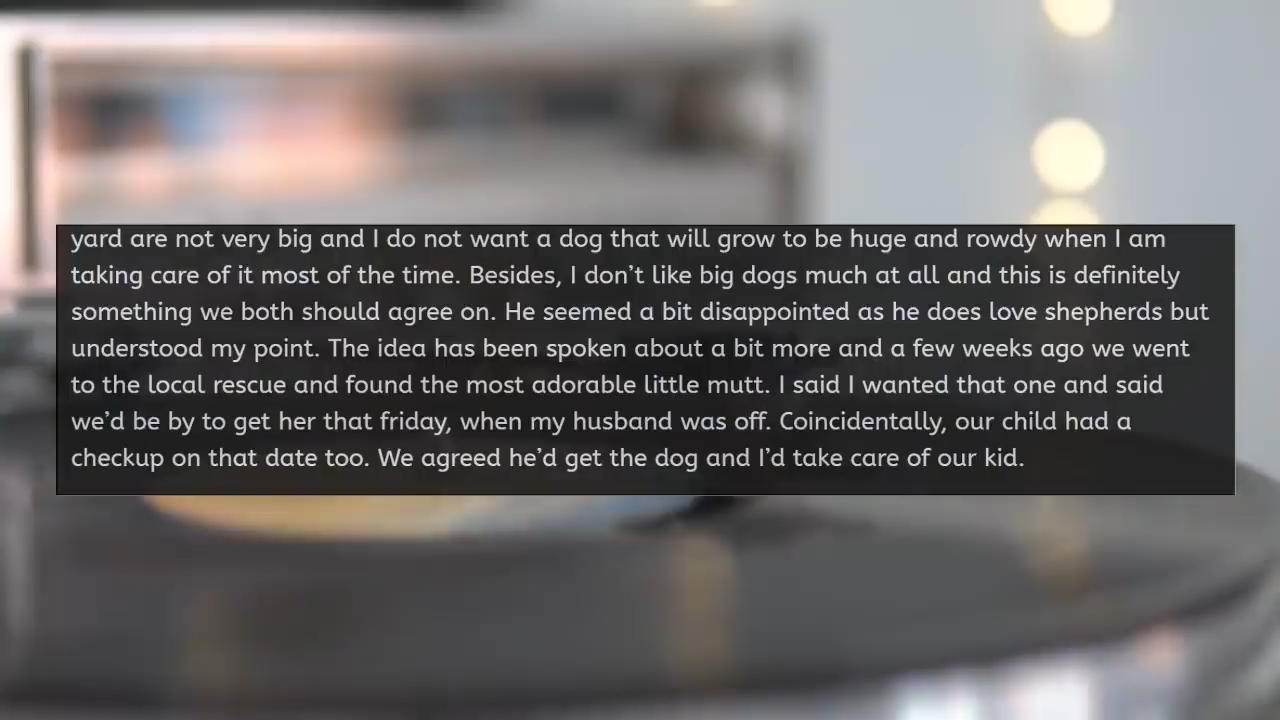 yard are not very big and I do not want a dog that will grow to be huge and rowdy when I am
taking care of it most of the time. Besides, I don’t like big dogs much at all and this is definitely
something we both should agree on. He seemed a bit disappointed as he does love shepherds but
understood my point. The idea has been spoken about a bit more and a few weeks ago we went
to the local rescue and found the most adorable little mutt. I said I wanted that one and said
we’d be by to get her that friday, when my husband was off. Coincidentally, our child had a
checkup on that date too. We agreed he’d get the dog and I’d take care of our kid.